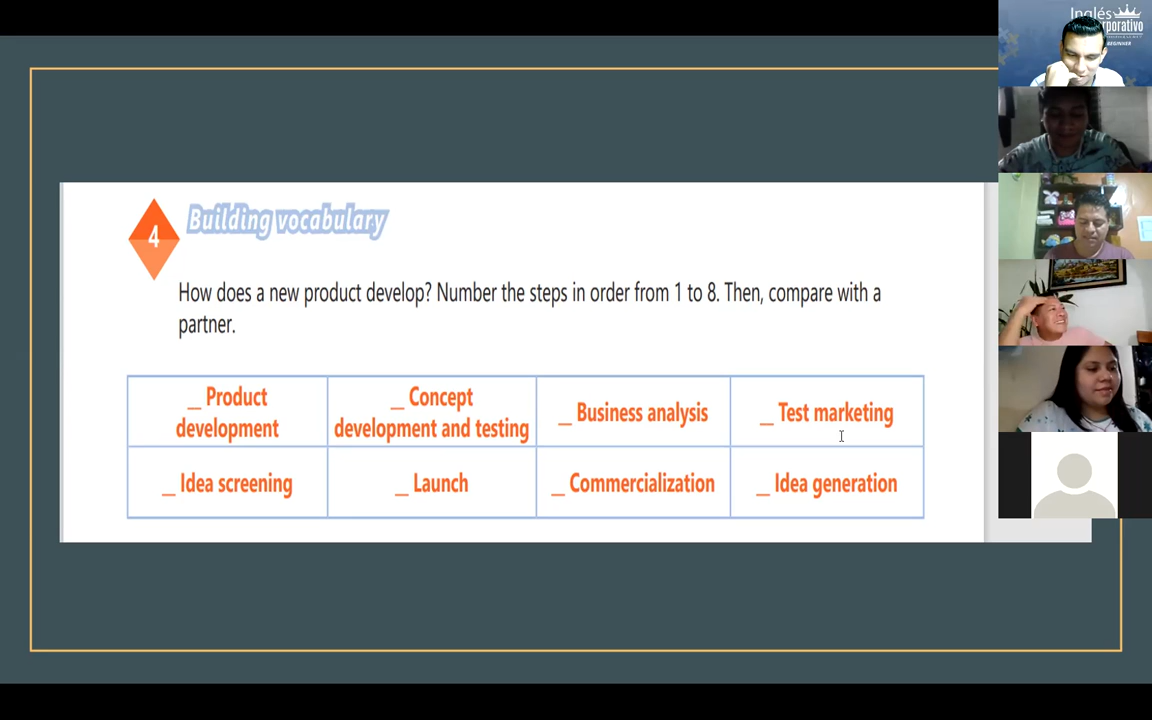 Inglés
rporativo
BEGINNER
4
Building vocabulary
How does a new product develop? Number the steps in order from 1 to 8. Then, compare with a
partner.
_ Product
development
_ Concept
development and testing
_ Business analysis
_ Test marketing
_ Idea screening
_ Launch
_ Commercialization
_ Idea generation